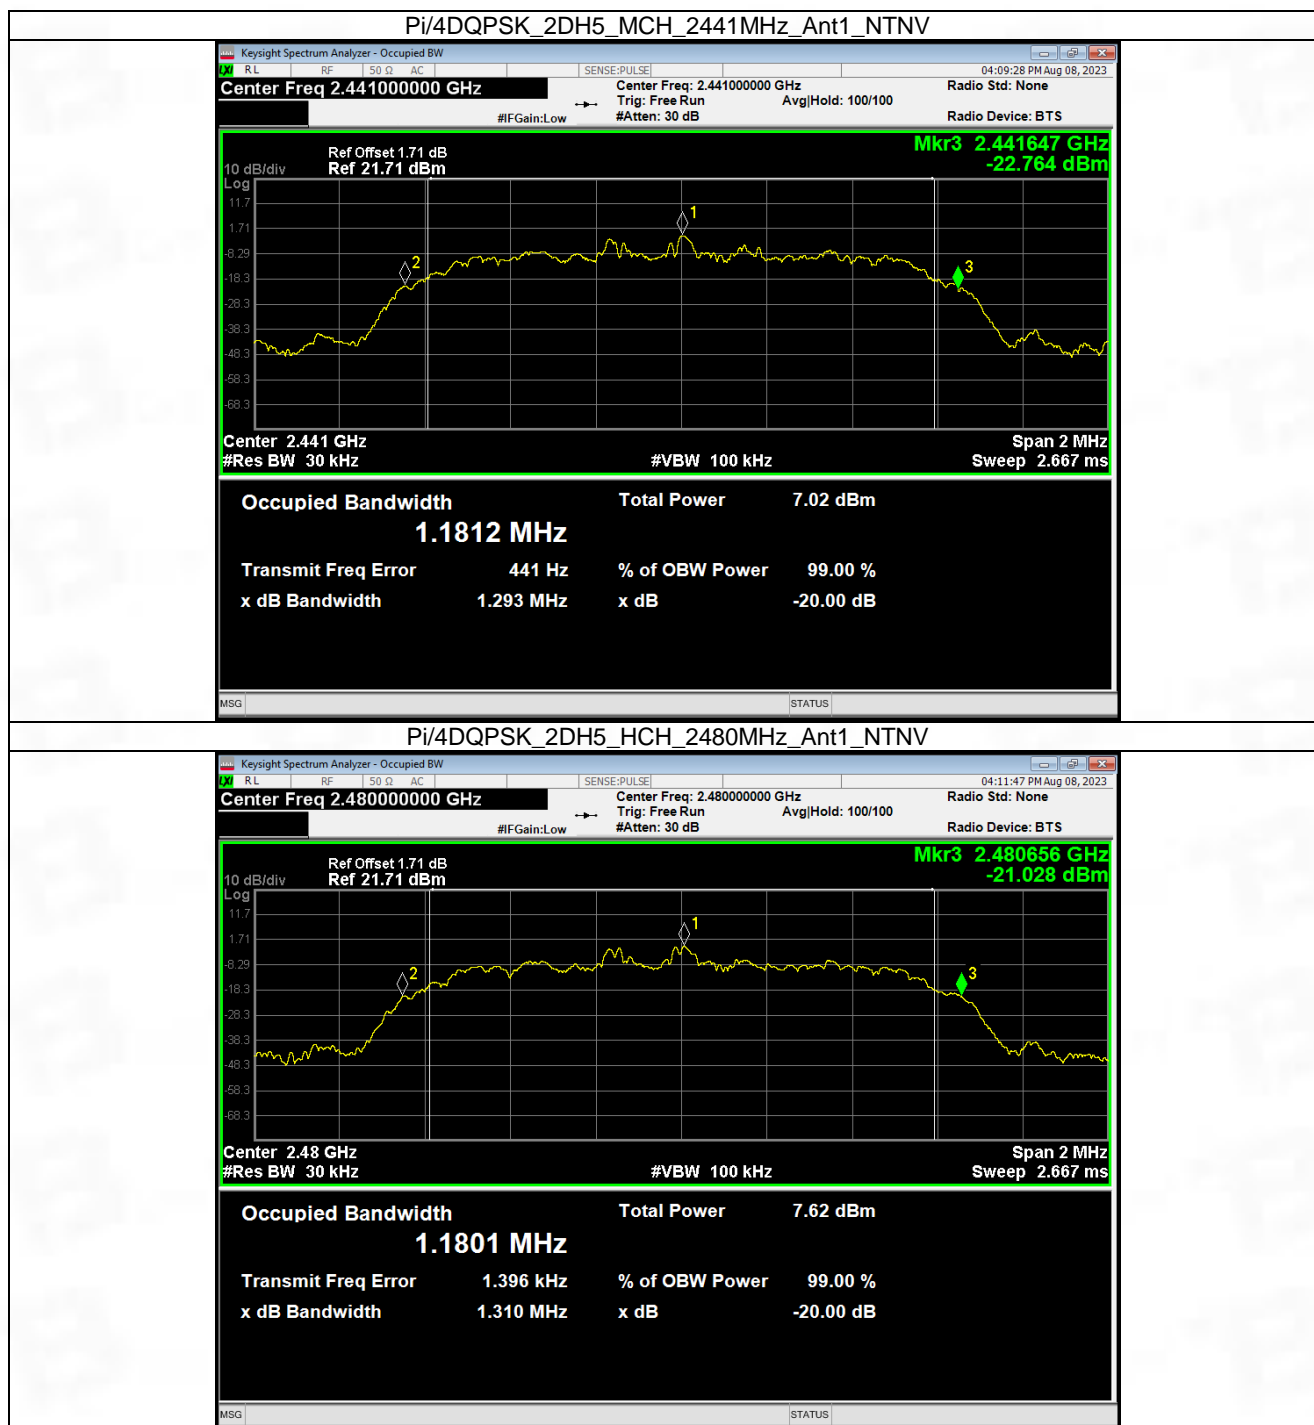 Pi/4DQPSK_2DH5_MCH_2441MHz_Ant1_NTNV
Keysight Spectrum Analyzer - Occupied BW
LXI RL RF 50 Ω AC SENSE:PULSE 04:09:28 PM Aug 08, 2023
Center Freq 2.441000000 GHz Center Freq: 2.441000000 GHz Radio Std: None
Trig: Free Run Avg|Hold: 100/100
#IFGain:Low #Atten: 30 dB Radio Device: BTS
Mkr3 2.441647 GHz
-22.764 dBm
Ref Offset 1.71 dB
10 dB/div Ref 21.71 dBm
Log
11.7
1.71
-8.29
-18.3
-28.3
-38.3
-48.3
-58.3
-68.3
1
2
3
Center 2.441 GHz Span 2 MHz
#Res BW 30 kHz #VBW 100 kHz Sweep 2.667 ms
Occupied Bandwidth Total Power 7.02 dBm
1.1812 MHz
Transmit Freq Error 441 Hz % of OBW Power 99.00 %
x dB Bandwidth 1.293 MHz x dB -20.00 dB
MSG STATUS
Pi/4DQPSK_2DH5_HCH_2480MHz_Ant1_NTNV
Keysight Spectrum Analyzer - Occupied BW
LXI RL RF 50 Ω AC SENSE:PULSE 04:11:47 PM Aug 08, 2023
Center Freq 2.480000000 GHz Center Freq: 2.480000000 GHz Radio Std: None
Trig: Free Run Avg|Hold: 100/100
#IFGain:Low #Atten: 30 dB Radio Device: BTS
Mkr3 2.480656 GHz
-21.028 dBm
Ref Offset 1.71 dB
10 dB/div Ref 21.71 dBm
Log
11.7
1.71
-8.29
-18.3
-28.3
-38.3
-48.3
-58.3
-68.3
1
2
3
Center 2.48 GHz Span 2 MHz
#Res BW 30 kHz #VBW 100 kHz Sweep 2.667 ms
Occupied Bandwidth Total Power 7.62 dBm
1.1801 MHz
Transmit Freq Error 1.396 kHz % of OBW Power 99.00 %
x dB Bandwidth 1.310 MHz x dB -20.00 dB
MSG STATUS